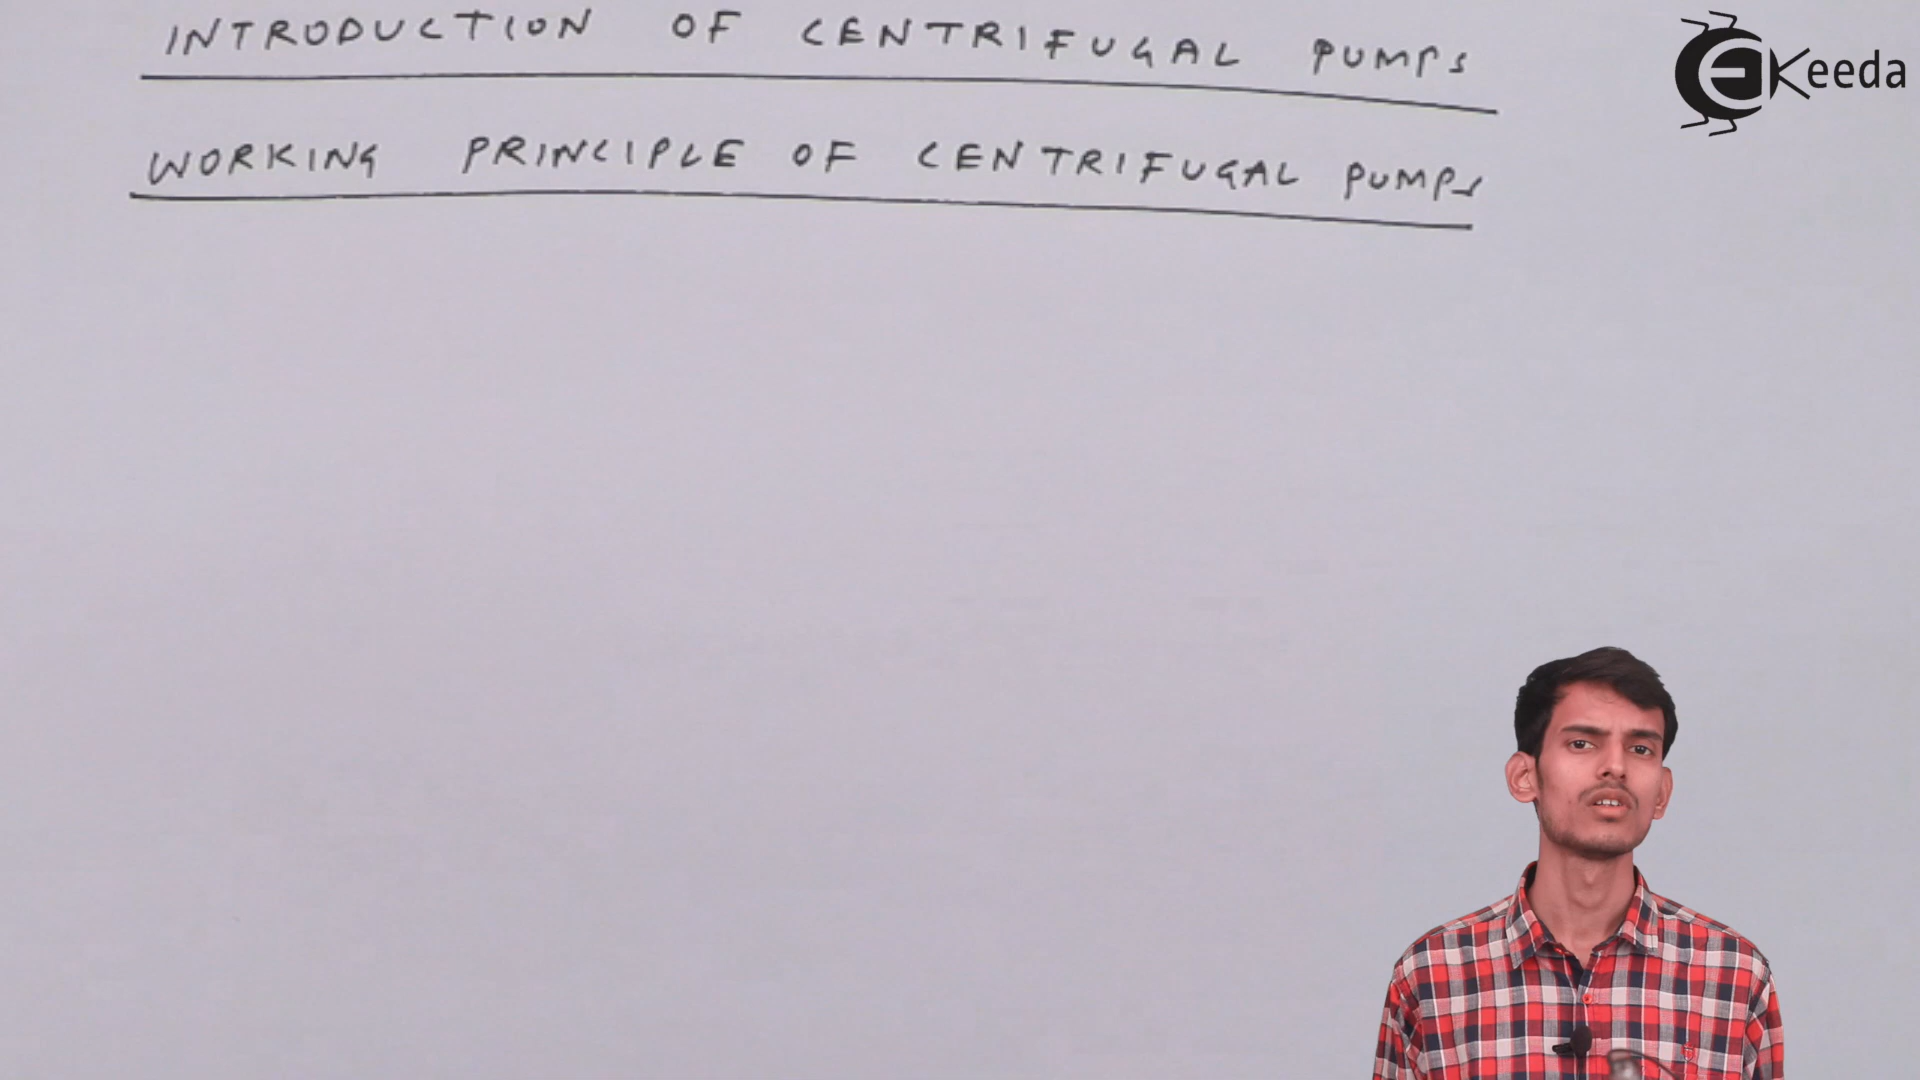 INTRODUCTION OF CENTRIFUGAL PUMPS
Keeda
WORKING PRINCIPLE OF CENTRIFUGAL PUMPS